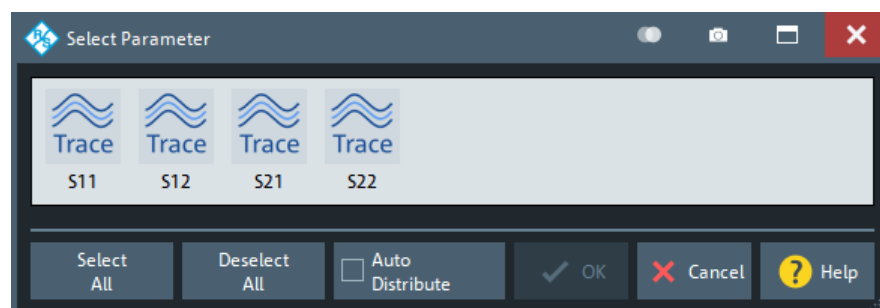 R&S Select Parameter
Trace Trace Trace Trace
S11 S12 S21 S22
Select
All
Deselect
All
Auto
Distribute
OK
Cancel
? Help